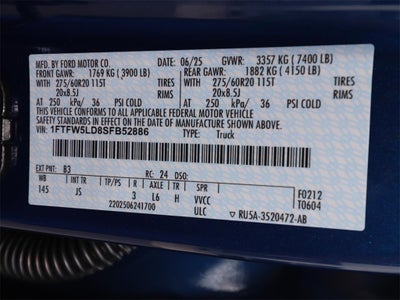 MFD. BY FORD MOTOR CO. 06/25 GVWR: 3357 KG (7400 LB)
FRONT GAWR: 1769 KG (3900 LB) REAR GAWR: 1882 KG (4150 LB)
WITH 275/60R20 115T TIRES WITH 275/60R20 115T TIRES
20x8.5J RIMS 20x8.5J RIMS
AT 250 kPa/ 36 PSI COLD AT 250 kPa/ 36 PSI COLD
THIS VEHICLE CONFORMS TO ALL APPLICABLE FEDERAL MOTOR VEHICLE
SAFETY STANDARDS IN EFFECT ON THE DATE OF MANUFACTURE SHOWN ABOVE.
VIN: 1FTFW5LD8SFB52886 TYPE: Truck
EXT PNT: B3 RC: 24 DSO:
WB TP/PS R AXLE TR SPR
145 JS 3 L6 H VVCC F0212
2202506241700 ULC T0604
RU5A-3520472-AB